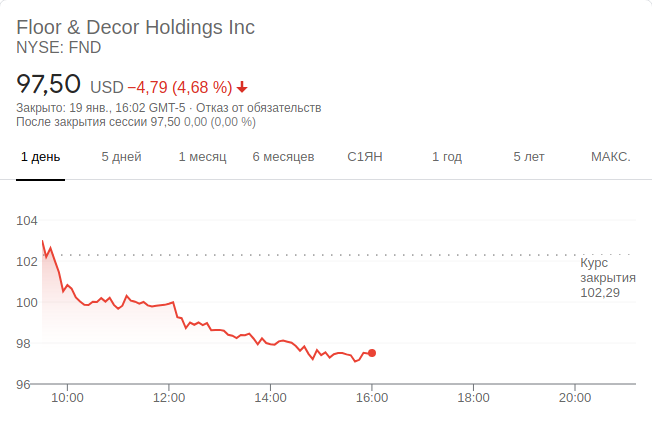 Floor & Decor Holdings Inc
NYSE: FND
97,50 USD −4,79 (4,68 %)
Закрыто: 19 янв., 16:02 GMT-5 · Отказ от обязательств
После закрытия сессии 97,50 0,00 (0,00 %)
1 день 5 дней 1 месяц 6 месяцев С1ЯН 1 год 5 лет МАКС.
104
102
100
98
96
Курс
закрытия
102,29
10:00 12:00 14:00 16:00 18:00 20:00